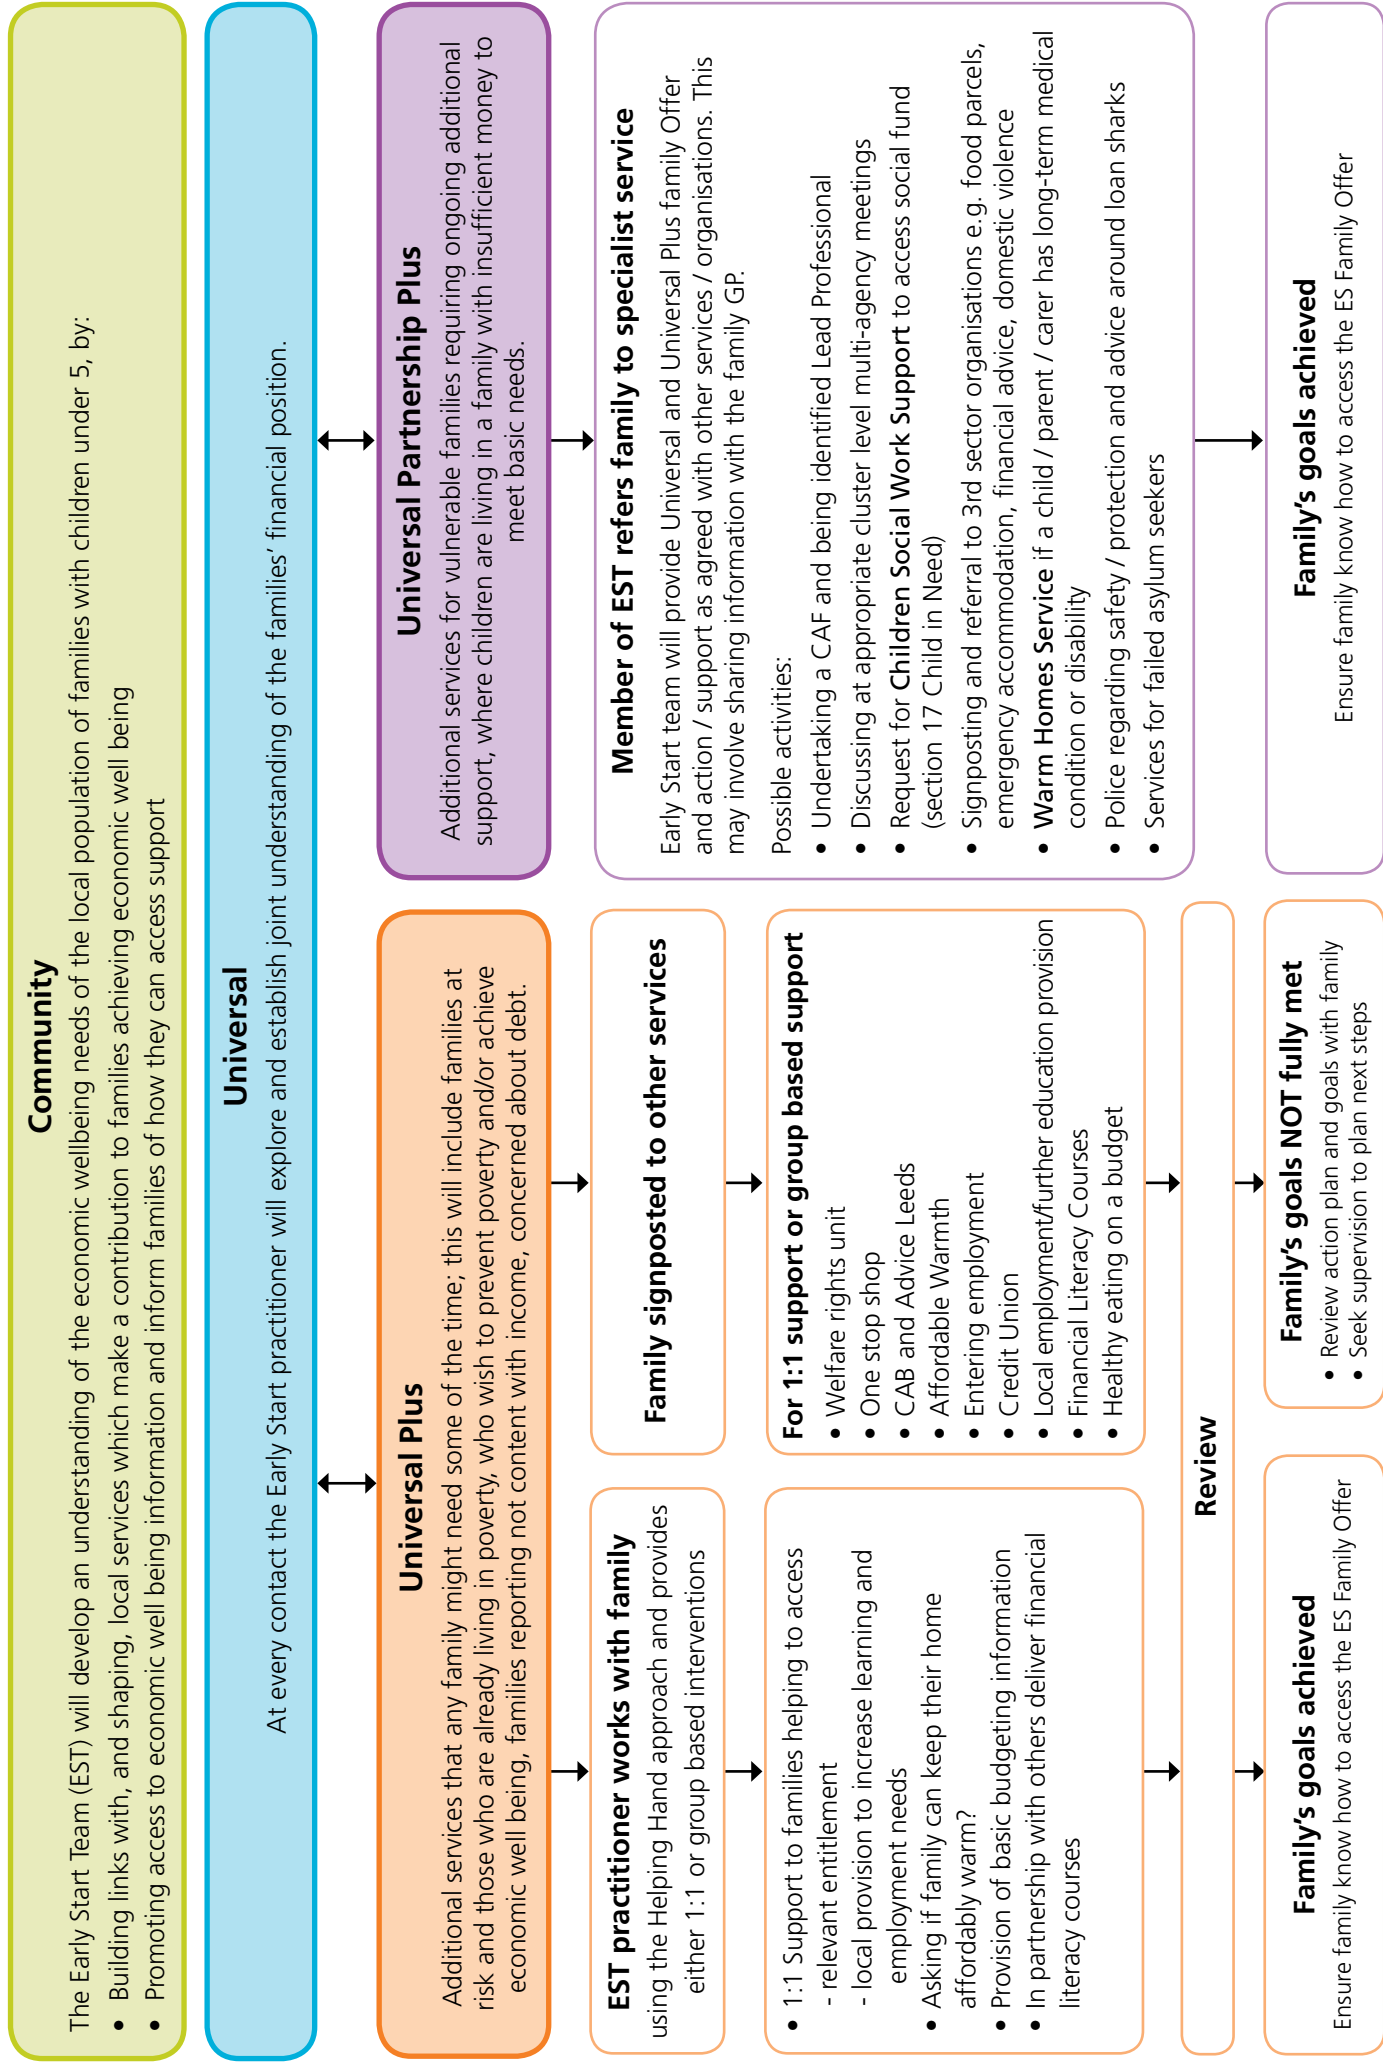 Community
The Early Start Team (EST) will develop an understanding of the economic wellbeing needs of the local population of families with children under 5, by:
• Building links with, and shaping, local services which make a contribution to families achieving economic well being
• Promoting access to economic well being information and inform families of how they can access support
Universal
At every contact the Early Start practitioner will explore and establish joint understanding of the families’ financial position.
Universal Plus
Additional services that any family might need some of the time; this will include families at
risk and those who are already living in poverty, who wish to prevent poverty and/or achieve
economic well being, families reporting not content with income, concerned about debt.
Universal Partnership Plus
Additional services for vulnerable families requiring ongoing additional
support, where children are living in a family with insufficient money to
meet basic needs.
EST practitioner works with family
using the Helping Hand approach and provides
either 1:1 or group based interventions
Family signposted to other services
Member of EST refers family to specialist service
Early Start team will provide Universal and Universal Plus family Offer
and action / support as agreed with other services / organisations. This
may involve sharing information with the family GP.
Possible activities:
• Undertaking a CAF and being identified Lead Professional
• Discussing at appropriate cluster level multi-agency meetings
• Request for Children Social Work Support to access social fund
(section 17 Child in Need)
• Signposting and referral to 3rd sector organisations e.g. food parcels,
emergency accommodation, financial advice, domestic violence
• Warm Homes Service if a child / parent / carer has long-term medical
condition or disability
• Police regarding safety / protection and advice around loan sharks
• Services for failed asylum seekers
• 1:1 Support to families helping to access
- relevant entitlement
- local provision to increase learning and
employment needs
• Asking if family can keep their home
affordably warm?
• Provision of basic budgeting information
• In partnership with others deliver financial
literacy courses
For 1:1 support or group based support
• Welfare rights unit
• One stop shop
• CAB and Advice Leeds
• Affordable Warmth
• Entering employment
• Credit Union
• Local employment/further education provision
• Financial Literacy Courses
• Healthy eating on a budget
Review
Family’s goals achieved
Ensure family know how to access the ES Family Offer
Family’s goals NOT fully met
• Review action plan and goals with family
• Seek supervision to plan next steps
Family’s goals achieved
Ensure family know how to access the ES Family Offer